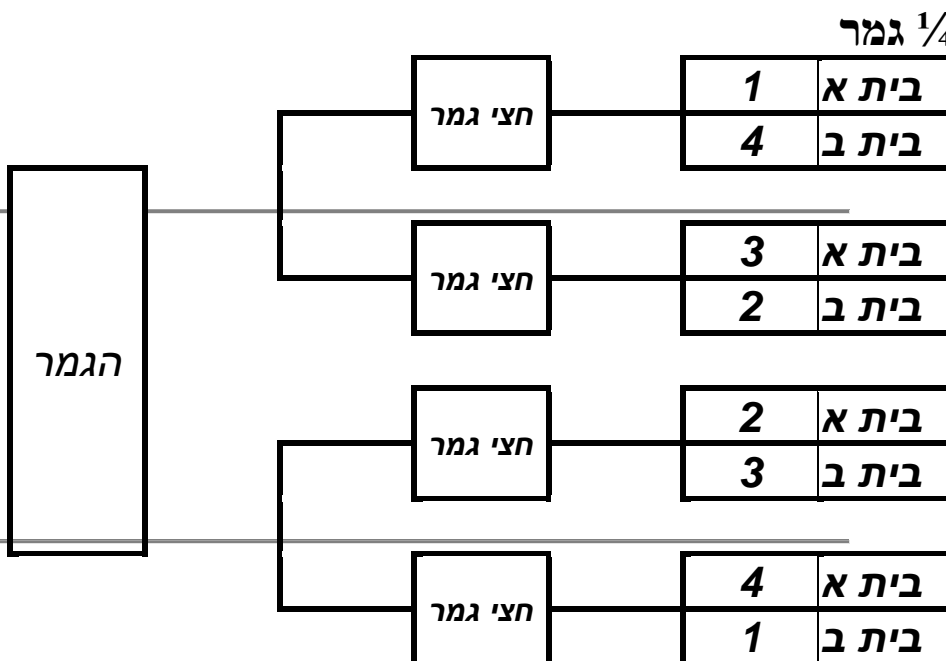 ¼ גמר
בית א 1
חצי גמר
בית ב 4
בית א 3
חצי גמר
בית ב 2
הגמר
בית א 2
חצי גמר
בית ב 3
בית א 4
חצי גמר
בית ב 1